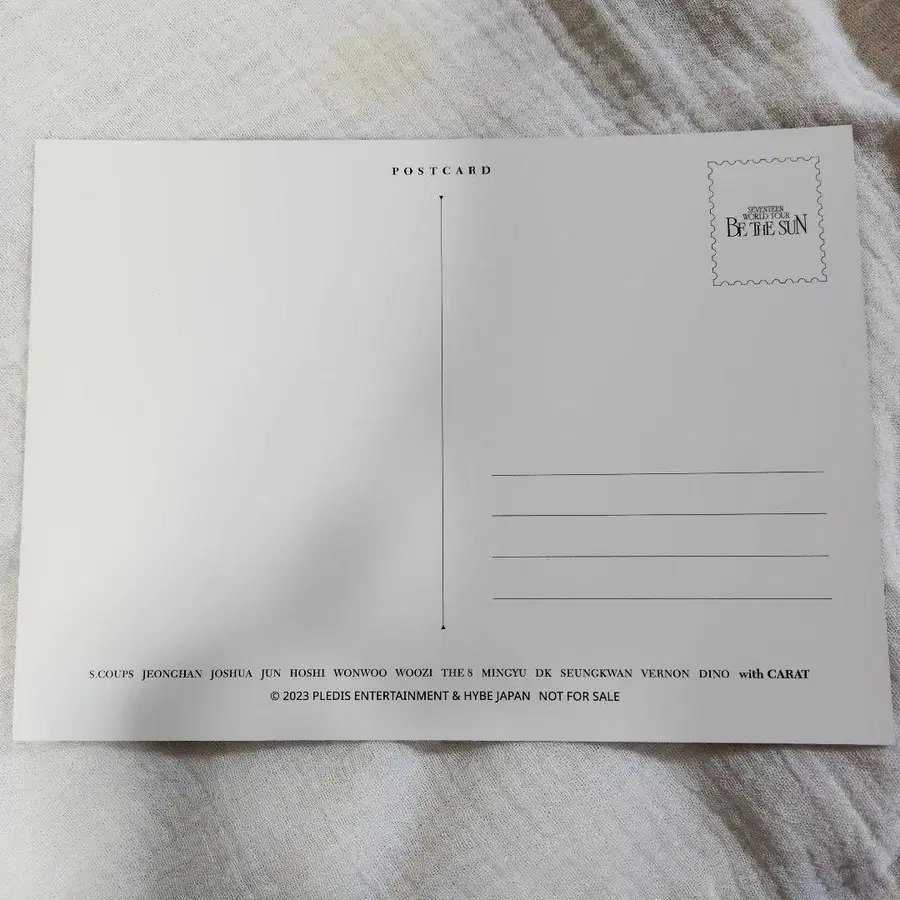 POSTCARD
SEVENTEEN
WORLD TOUR
BE THE SUN
S.COUPS JEONGHAN JOSHUA JUN HOSHI WONWOO WOOZI THE 8 MINGYU DK SEUNGKWAN VERNON DINO with CARAT
© 2023 PLEDIS ENTERTAINMENT & HYBE JAPAN NOT FOR SALE